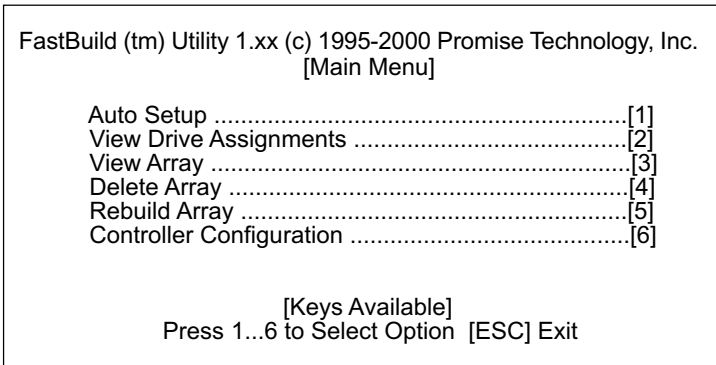 FastBuild (tm) Utility 1.xx (c) 1995-2000 Promise Technology, Inc.
[Main Menu]
Auto Setup ..................................................................[1]
View Drive Assignments ............................................[2]
View Array ...................................................................[3]
Delete Array ................................................................[4]
Rebuild Array ..............................................................[5]
Controller Configuration .............................................[6]
[Keys Available]
Press 1...6 to Select Option [ESC] Exit